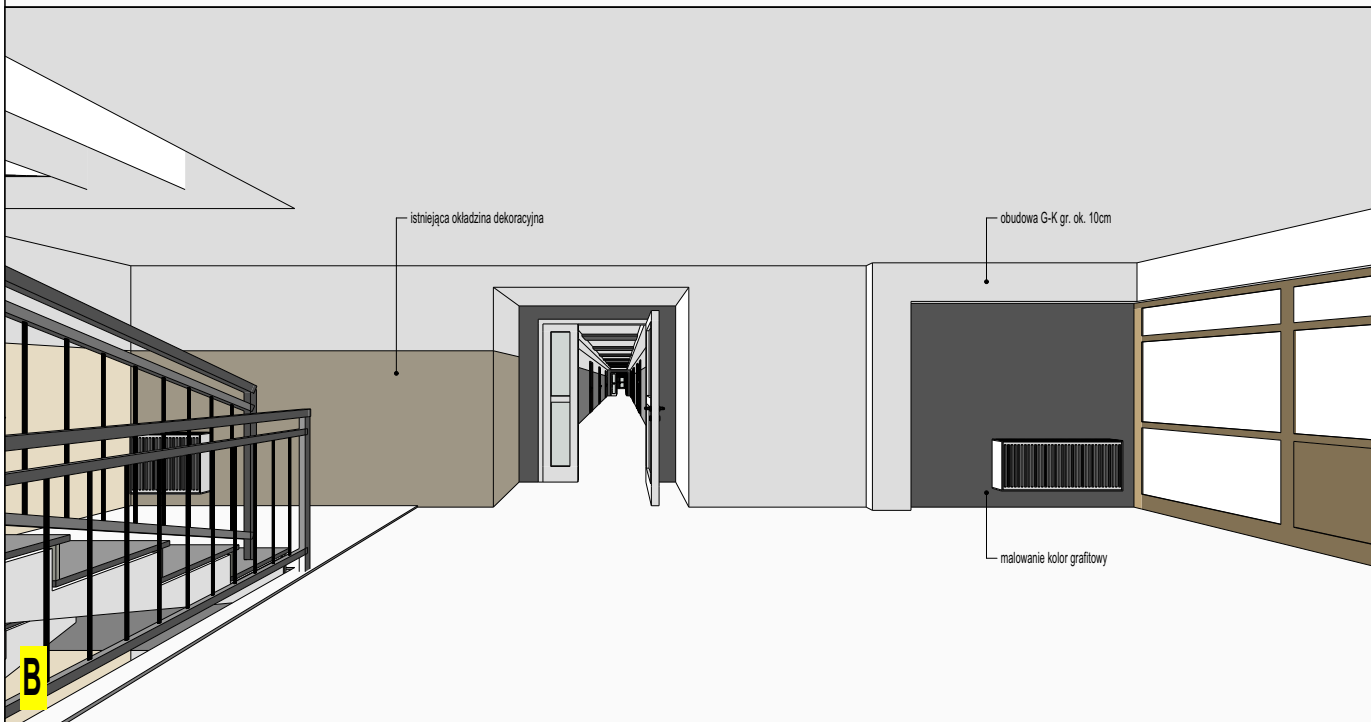 istniejąca okładzina dekoracyjna
obudowa G-K gr. ok. 10cm
malowanie kolor grafitowy
B